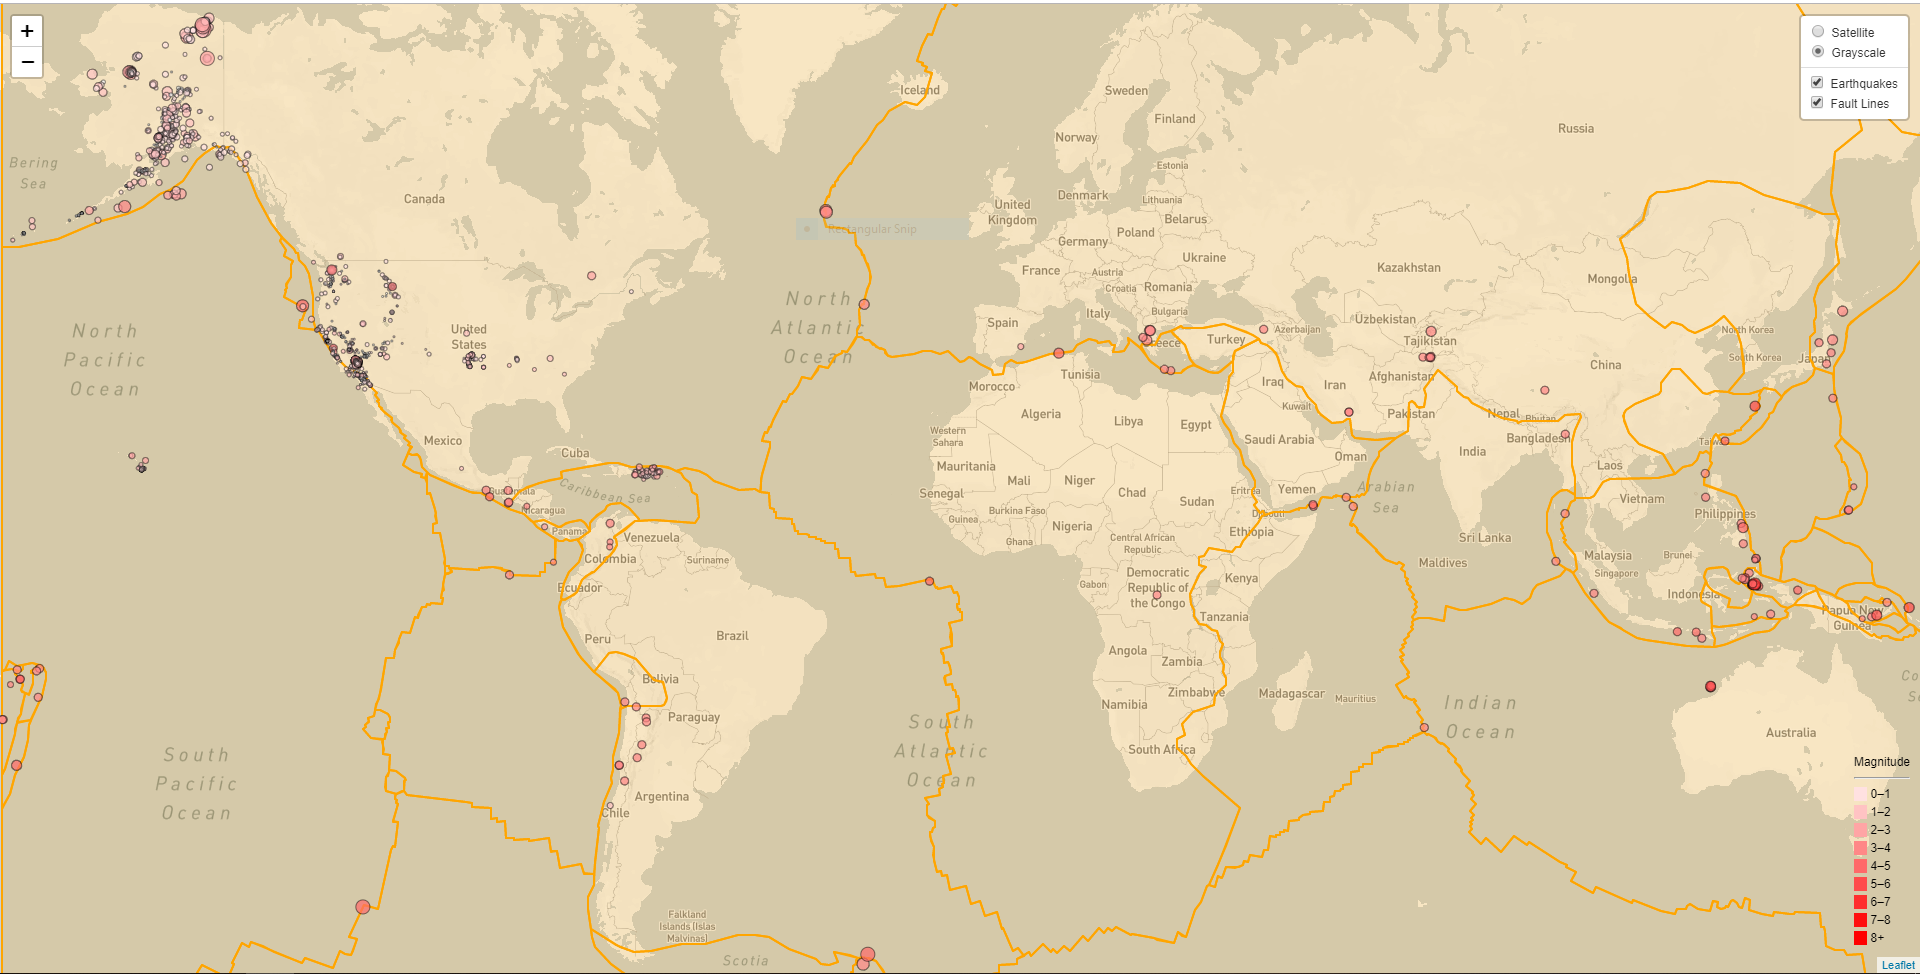 +
−
Satellite
Grayscale
Earthquakes
Fault Lines
Iceland
Sweden
Finland
Norway
Russia
Bering
Sea
Estonia
Canada
Denmark
Lithuania
United
Kingdom
Belarus
Rectangular Snip
Poland
Germany
Ukraine
France
Austria
Kazakhstan
Mongolia
Croatia
Romania
North
Atlantic
Ocean
North
Pacific
Ocean
United
States
Spain
Italy
Bulgaria
Uzbekistan
Azerbaijan
North Korea
Greece
Turkey
Tajikistan
South Korea
Japan
China
Tunisia
Morocco
Iraq
Iran
Afghanistan
Algeria
Libya
Egypt
Kuwait
Pakistan
Nepal
Bhutan
Western
Sahara
Mexico
Cuba
Saudi Arabia
Bangladesh
Taiwan
India
Oman
Mauritania
Mali
Niger
Laos
Senegal
Chad
Sudan
Eritrea
Yemen
Arabian
Sea
Vietnam
Guatemala
Caribbean Sea
Nicaragua
Burkina Faso
Guinea
Nigeria
Djibouti
Philippines
Panama
Venezuela
Ghana
Central African
Republic
Ethiopia
Sri Lanka
Colombia
Suriname
Maldives
Malaysia
Brunei
Singapore
Ecuador
Gabon
Democratic
Republic of
the Congo
Kenya
Indonesia
Tanzania
Papua New
Guinea
Peru
Brazil
Angola
Zambia
Bolivia
Zimbabwe
Madagascar
Mauritius
Namibia
Indian
Ocean
Paraguay
South
Atlantic
Ocean
South Africa
Australia
South
Pacific
Ocean
Argentina
Chile
Magnitude
0–1
1–2
2–3
3–4
4–5
5–6
6–7
7–8
8+
Falkland
Islands [Islas
Malvinas]
Scotia
Leaflet